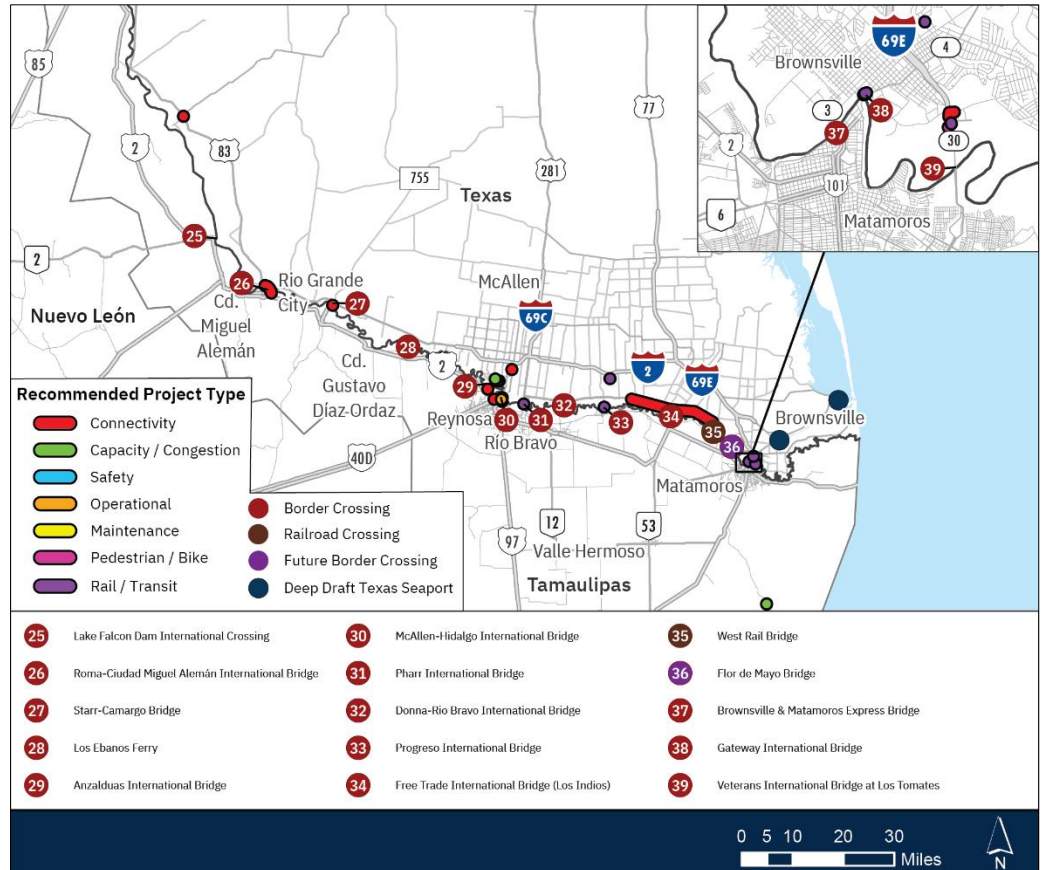 85
2
83
755
Texas
281
77
25
2
26
Rio Grande
City
27
McAllen
69C
Nuevo León
Cd.
Miguel
Alemán
28
Cd.
Gustavo
Díaz-Ordaz
2
2
69E
29
Reynosa
30
31
32
33
34
35
36
Río Bravo
Brownsville
Matamoros
40D
97
12
53
Valle Hermoso
Tamaulipas
69E
4
Brownsville
3
38
37
2
30
39
101
6
Matamoros
Recommended Project Type
Connectivity
Capacity / Congestion
Safety
Operational
Maintenance
Pedestrian / Bike
Rail / Transit
Border Crossing
Railroad Crossing
Future Border Crossing
Deep Draft Texas Seaport
25 Lake Falcon Dam International Crossing
26 Roma-Ciudad Miguel Alemán International Bridge
27 Starr-Camargo Bridge
28 Los Ebanos Ferry
29 Anzalduas International Bridge
30 McAllen-Hidalgo International Bridge
31 Pharr International Bridge
32 Donna-Rio Bravo International Bridge
33 Progreso International Bridge
34 Free Trade International Bridge (Los Indios)
35 West Rail Bridge
36 Flor de Mayo Bridge
37 Brownsville & Matamoros Express Bridge
38 Gateway International Bridge
39 Veterans International Bridge at Los Tomates
0 5 10 20 30
Miles
N